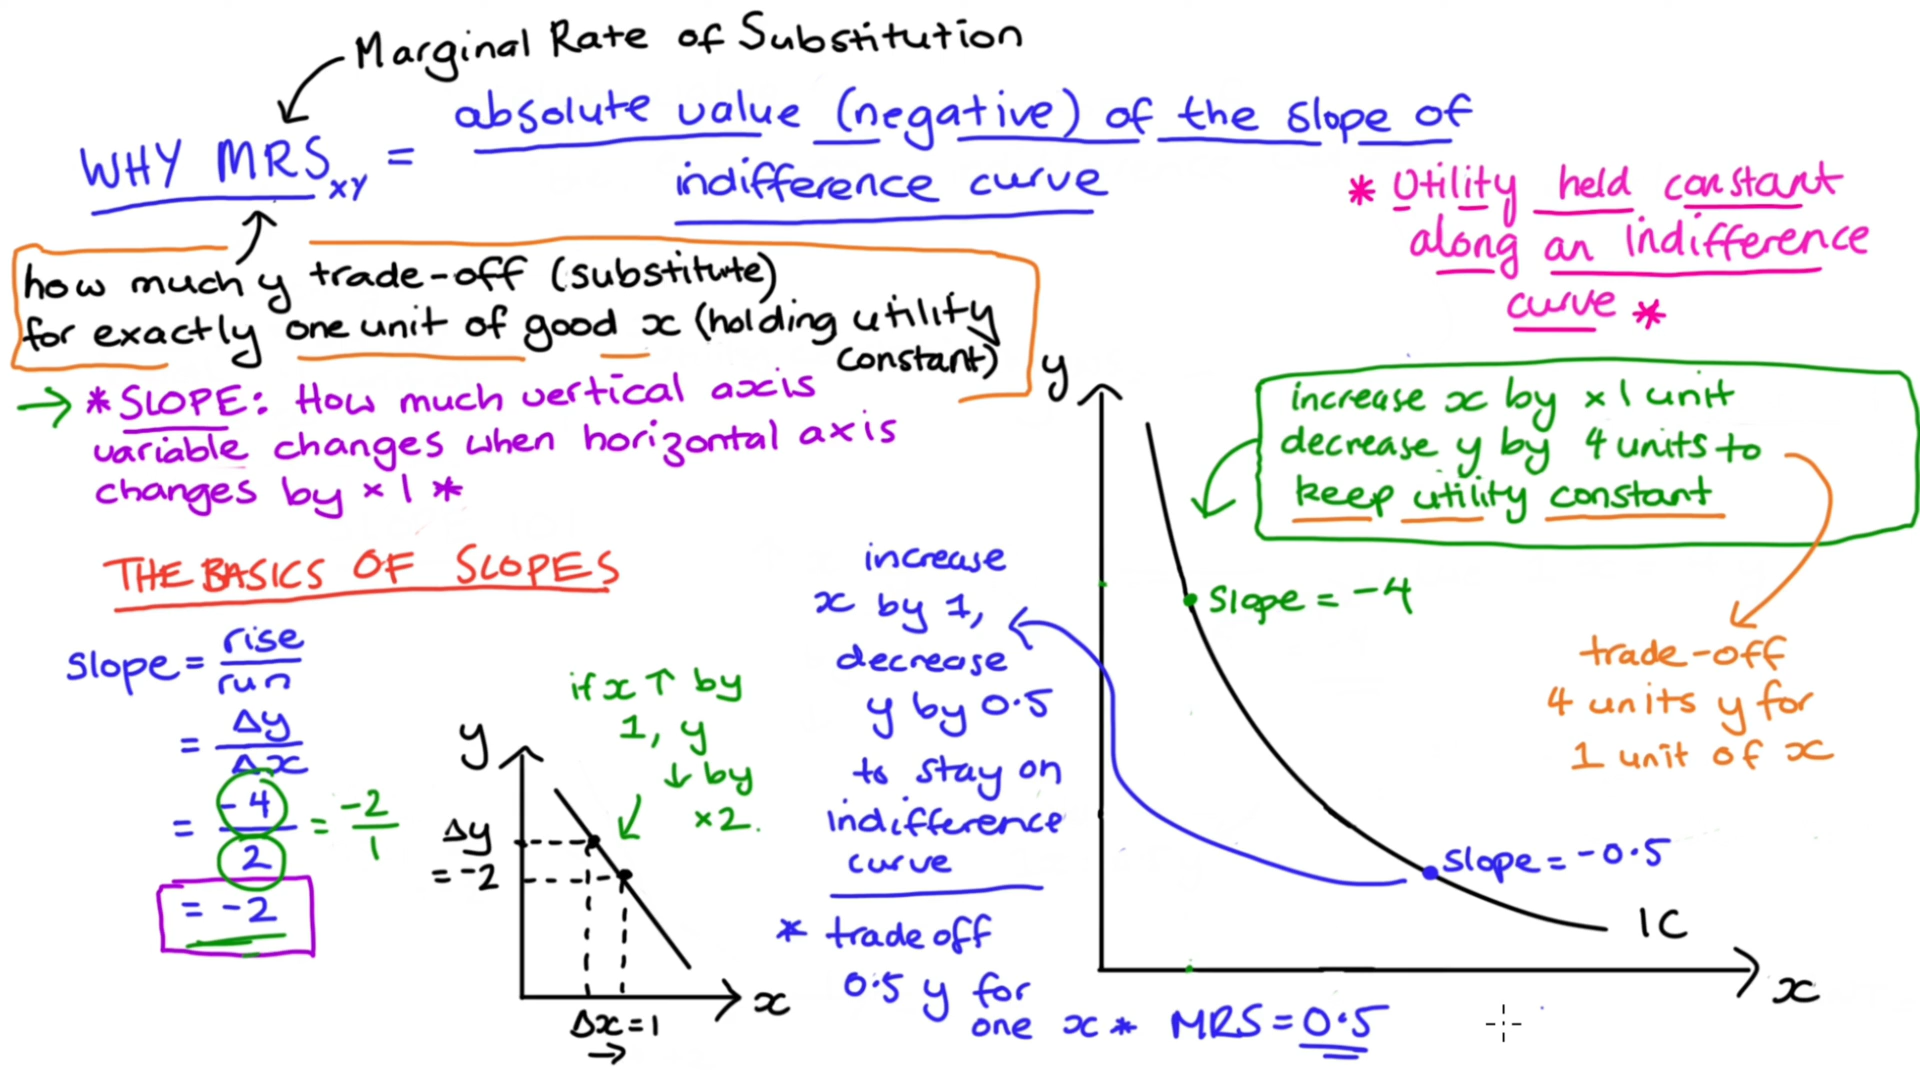 Marginal Rate of Substitution
WHY MRSxy = absolute value (negative) of the slope of
indifference curve
how much y trade-off (substitute)
for exactly one unit of good x (holding utility
constant)
* Utility held constant
along an indifference
curve *
→ * SLOPE: How much vertical axis
variable changes when horizontal axis
changes by x 1 *
THE BASICS OF SLOPES
slope = rise
run
= Δy
Δx
= -4
2
= -2
1
= -2
if x ↑ by
1, y
↓ by
x2.
y
Δy
= -2
x
Δx = 1
→
increase
x by 1,
decrease
y by 0.5
to stay on
indifference
curve
* trade off
0.5 y for
one x * MRS = 0.5
y
increase x by x 1 unit
decrease y by 4 units to
keep utility constant
slope = -4
trade-off
4 units y for
1 unit of x
slope = -0.5
IC
x